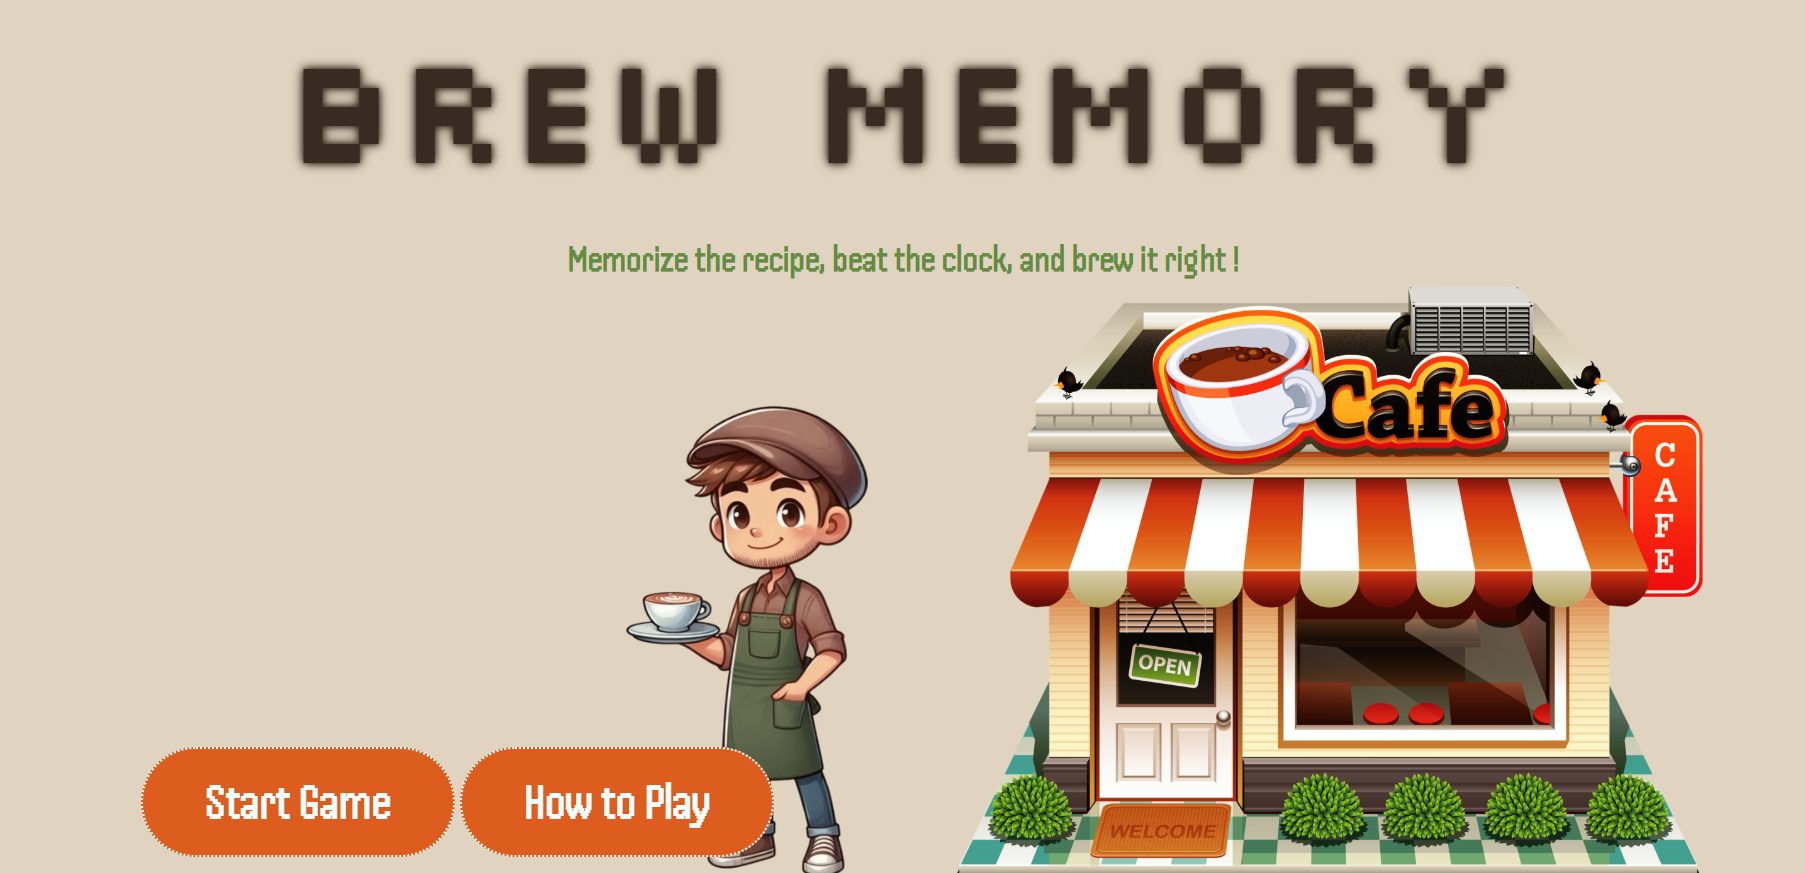 BREW MEMORY
Memorize the recipe, beat the clock, and brew it right !
Cafe
CAFE
OPEN
Start Game
How to Play
WELCOME